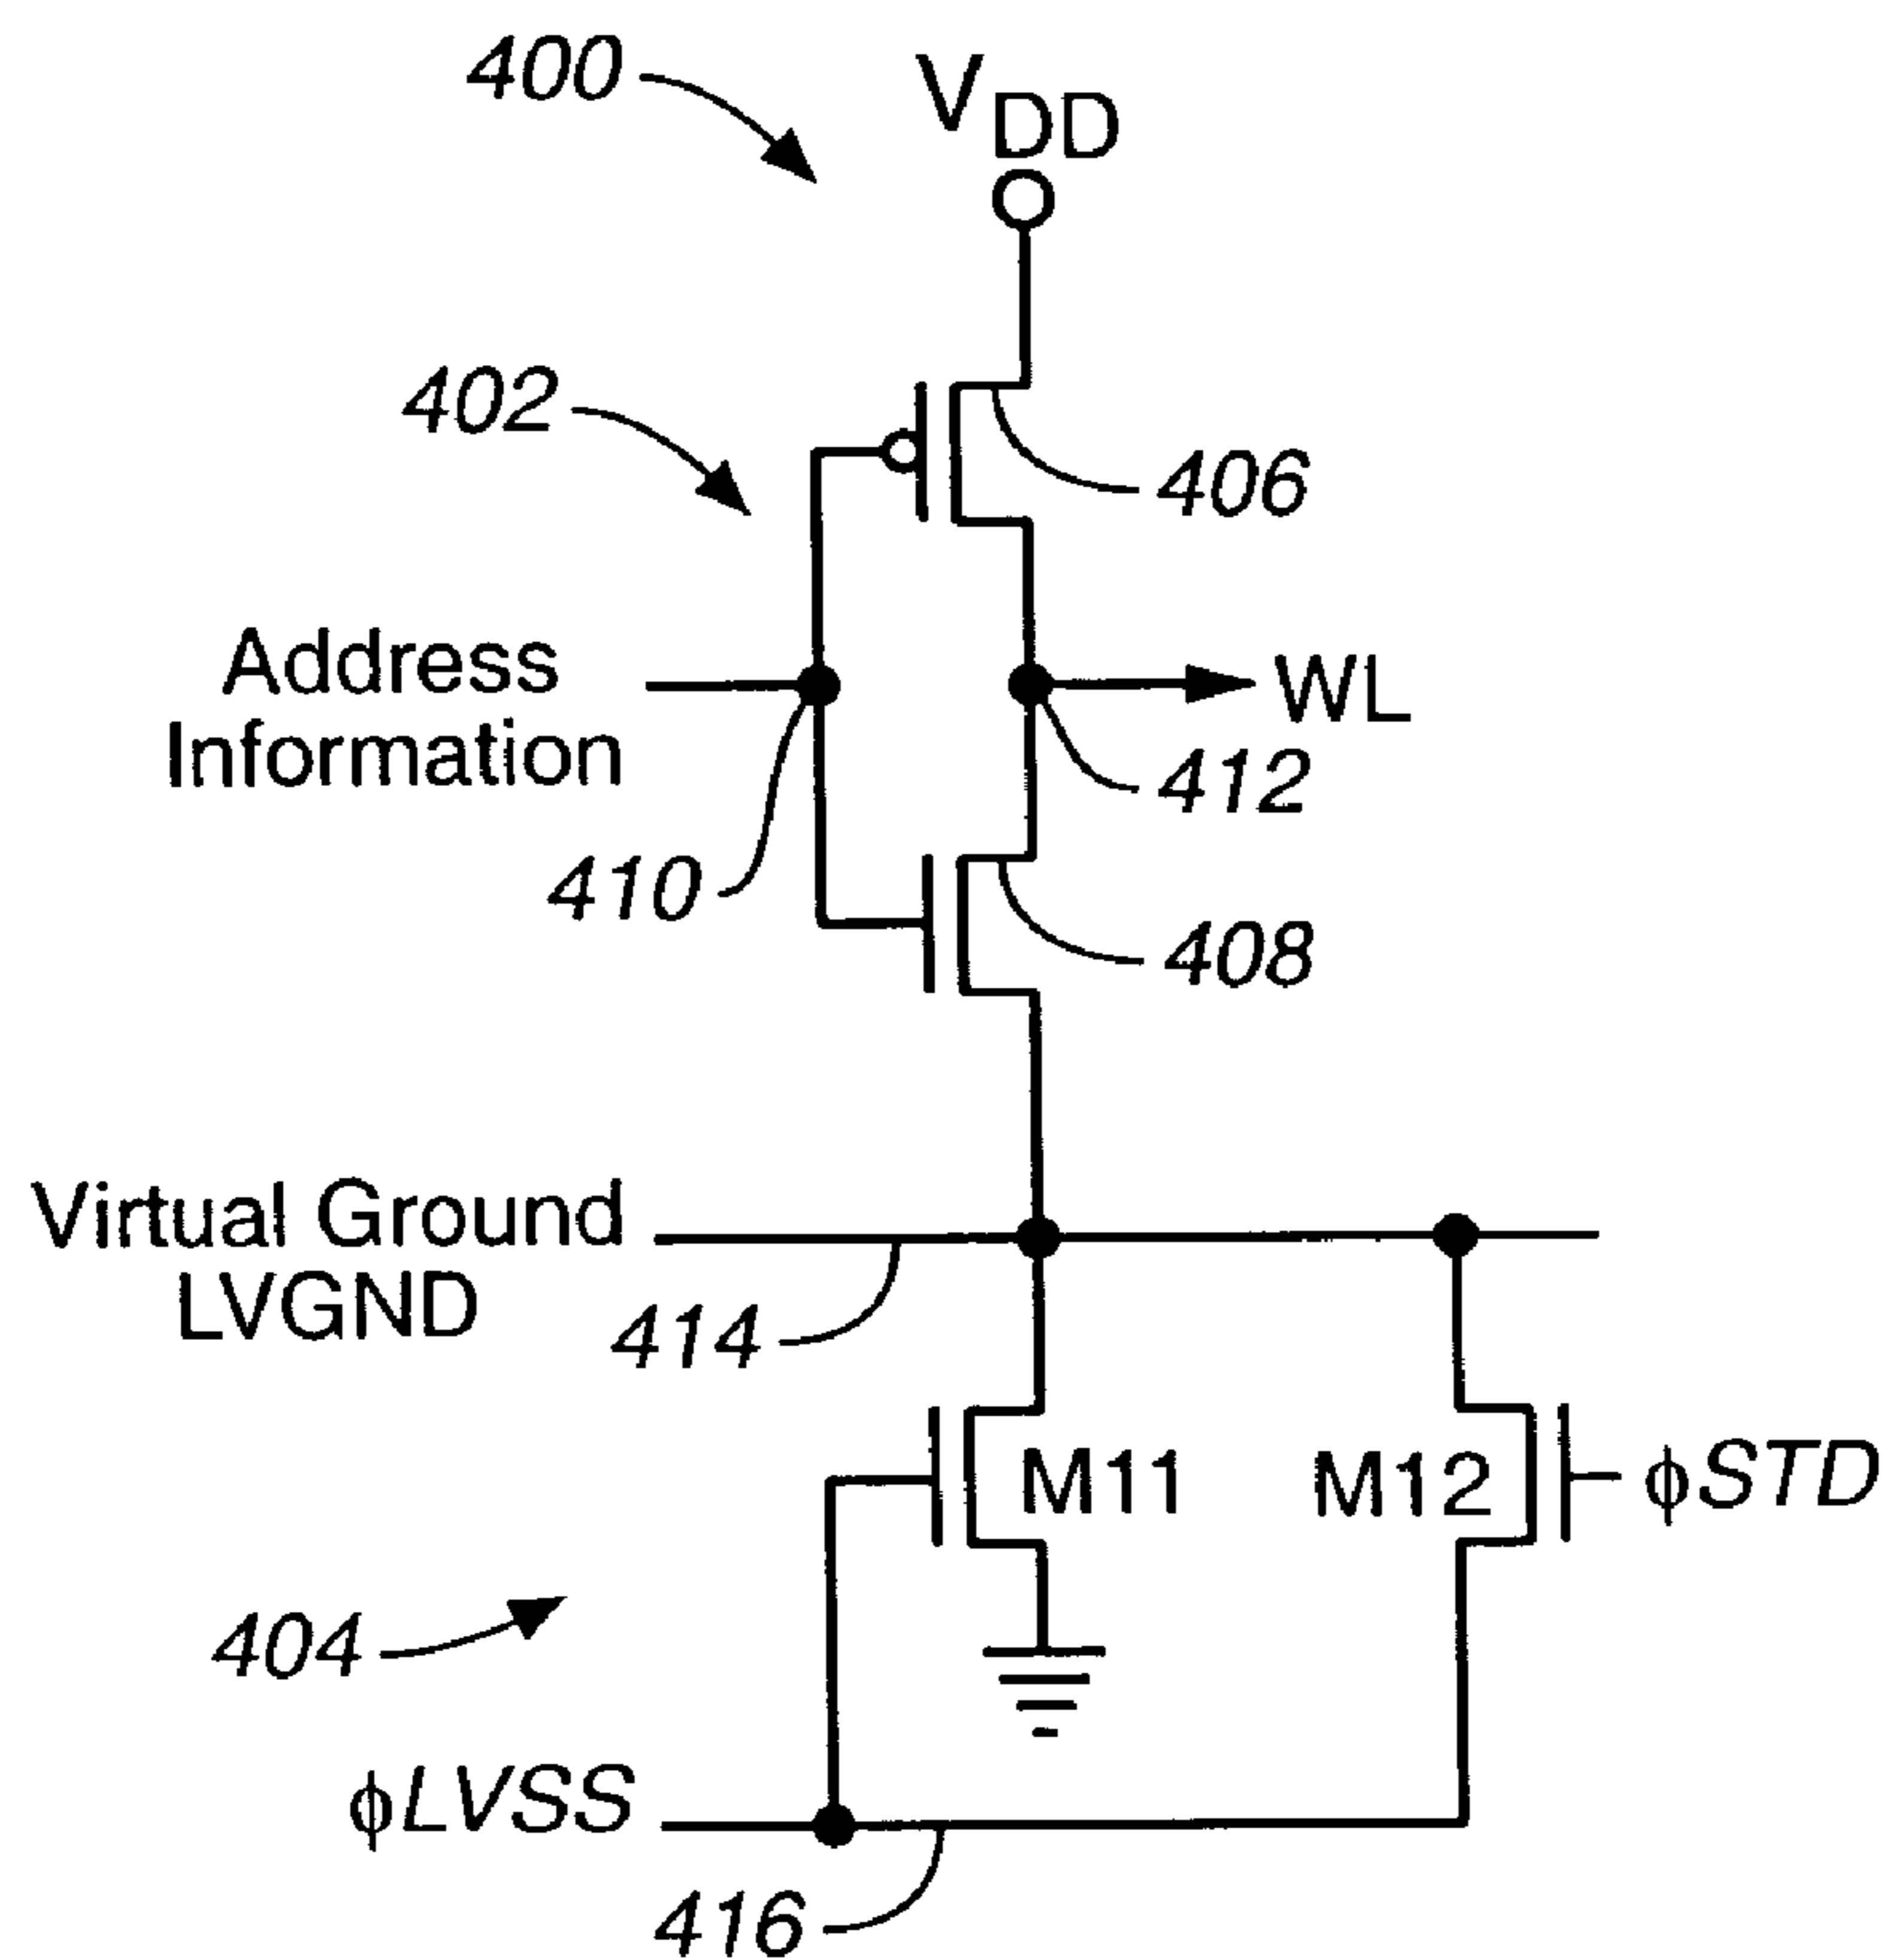 400
VDD
402
406
Address
Information
WL
412
410
408
Virtual Ground
LVGND
414
M11
M12
ϕSTD
404
ϕLVSS
416